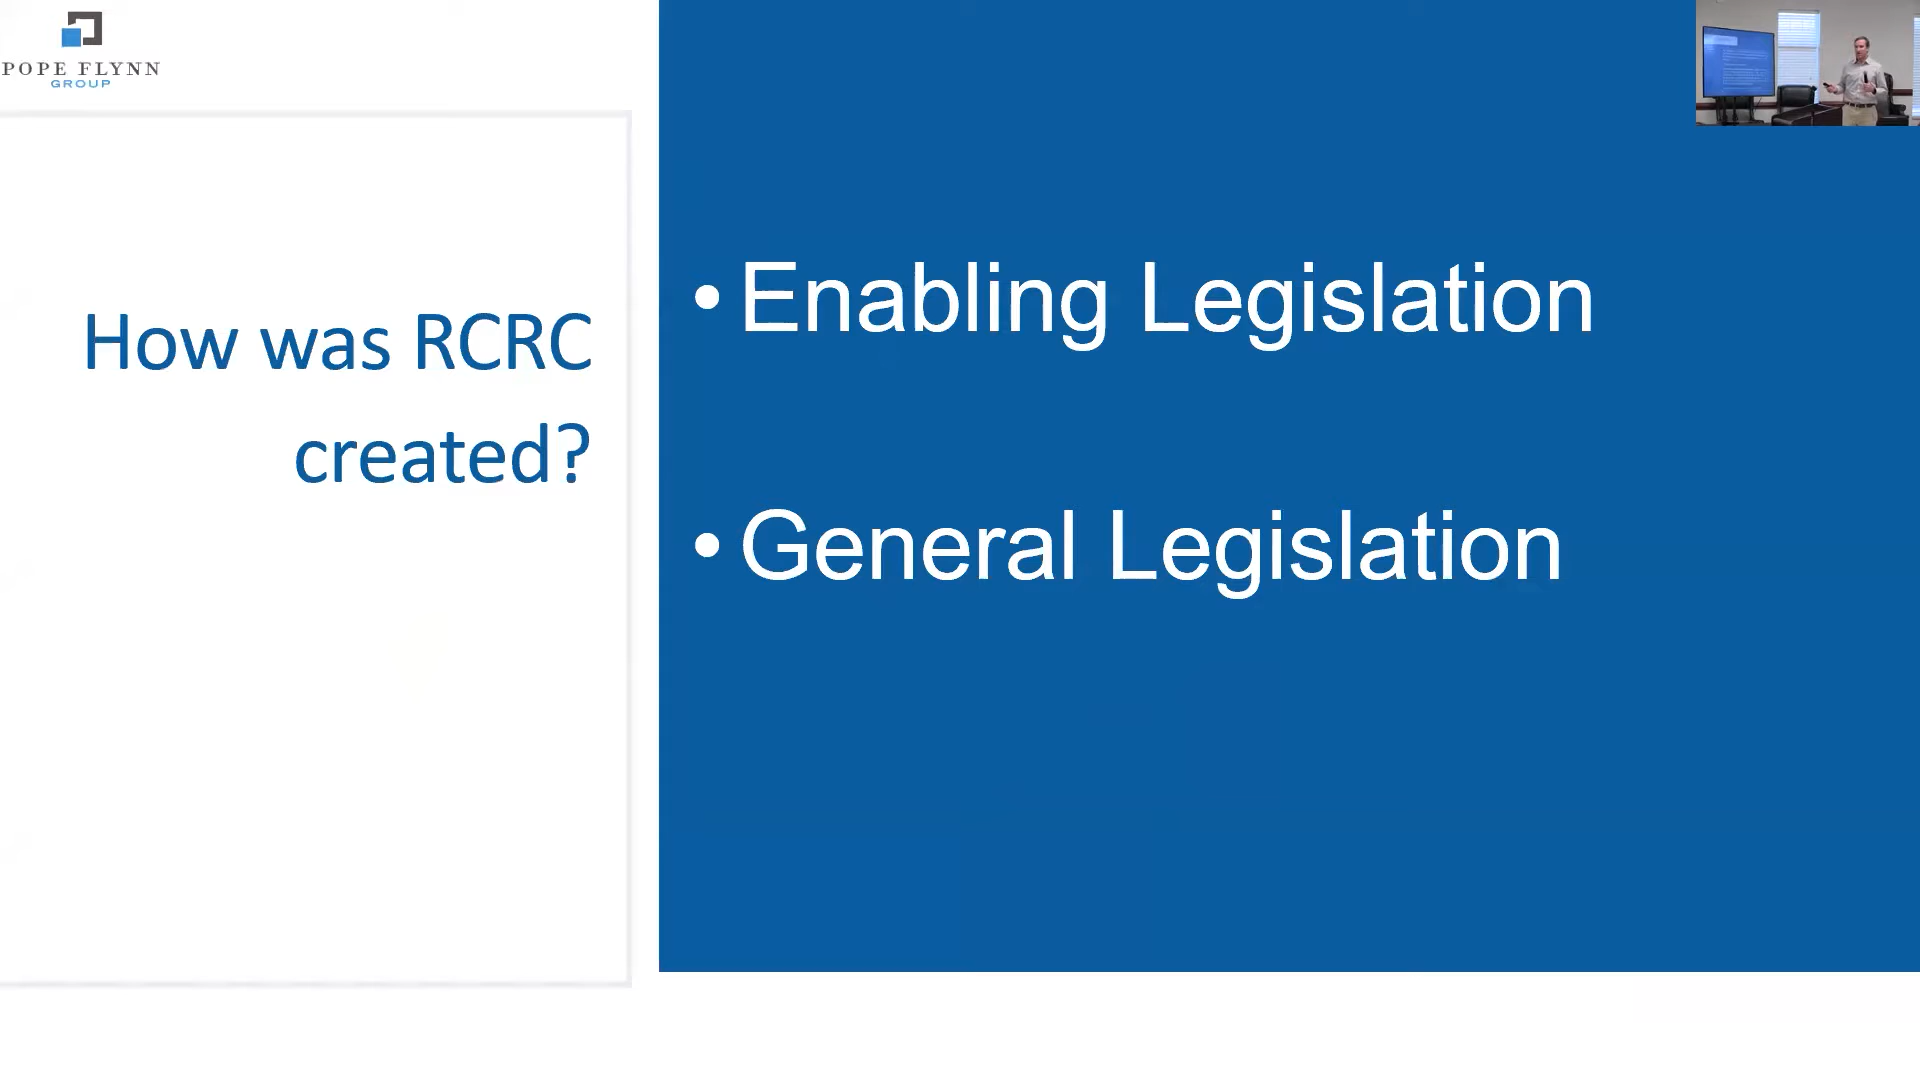 POPE FLYNN
GROUP
How was RCRC
created?
• Enabling Legislation
• General Legislation